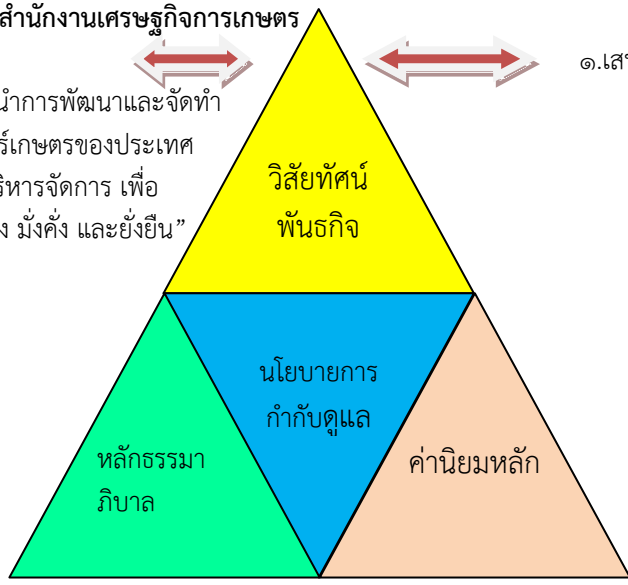 สำนักงานเศรษฐกิจการเกษตร
๑.เส
นำการพัฒนาและจัดทำ
ร์เกษตรของประเทศ
ริหารจัดการ เพื่อ
ง มั่งคั่ง และยั่งยืน”
วิสัยทัศน์
พันธกิจ
นโยบายการ
กำกับดูแล
หลักธรรมา
ภิบาล
ค่านิยมหลัก